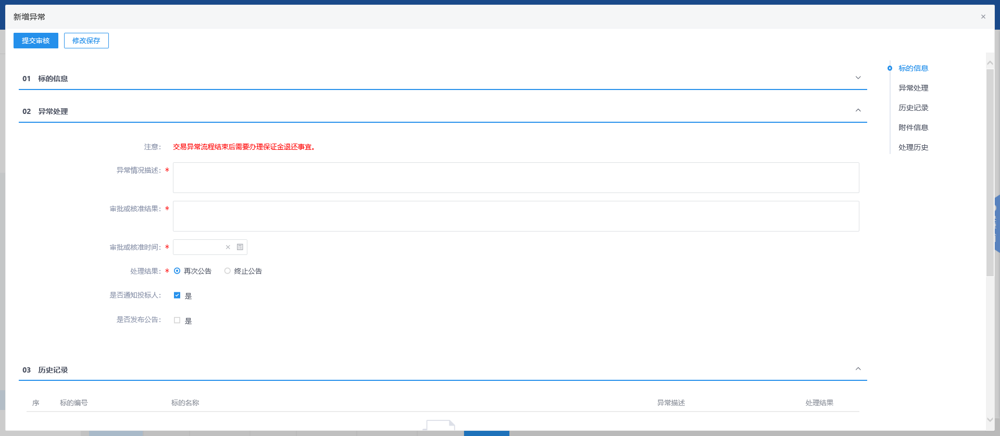 新增异常
提交审核
修改保存
01 标的信息
02 异常处理
注意：
交易异常流程结束后需要办理保证金退还事宜。
异常情况描述：*
审批或核准结果：*
审批或核准时间：*
处理结果：*
再次公告
终止公告
是否通知投标人：
是
是否发布公告：
是
03 历史记录
序
标的编号
标的名称
异常描述
处理结果
标的信息
异常处理
历史记录
附件信息
处理历史